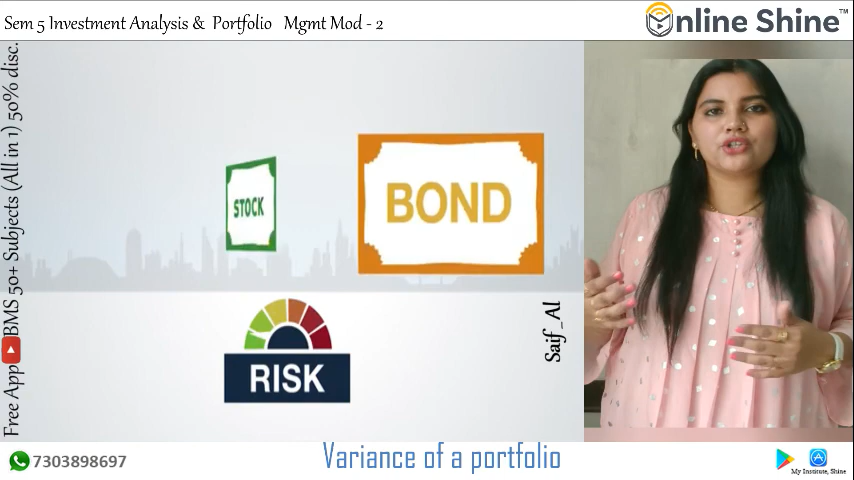 Sem 5 Investment Analysis & Portfolio Mgmt Mod - 2
Online Shine™
Free App BMS 50+ Subjects (All in 1) 50% disc.
STOCK
BOND
RISK
Saif_Al
7303898697
Variance of a portfolio
My Institute, Shine